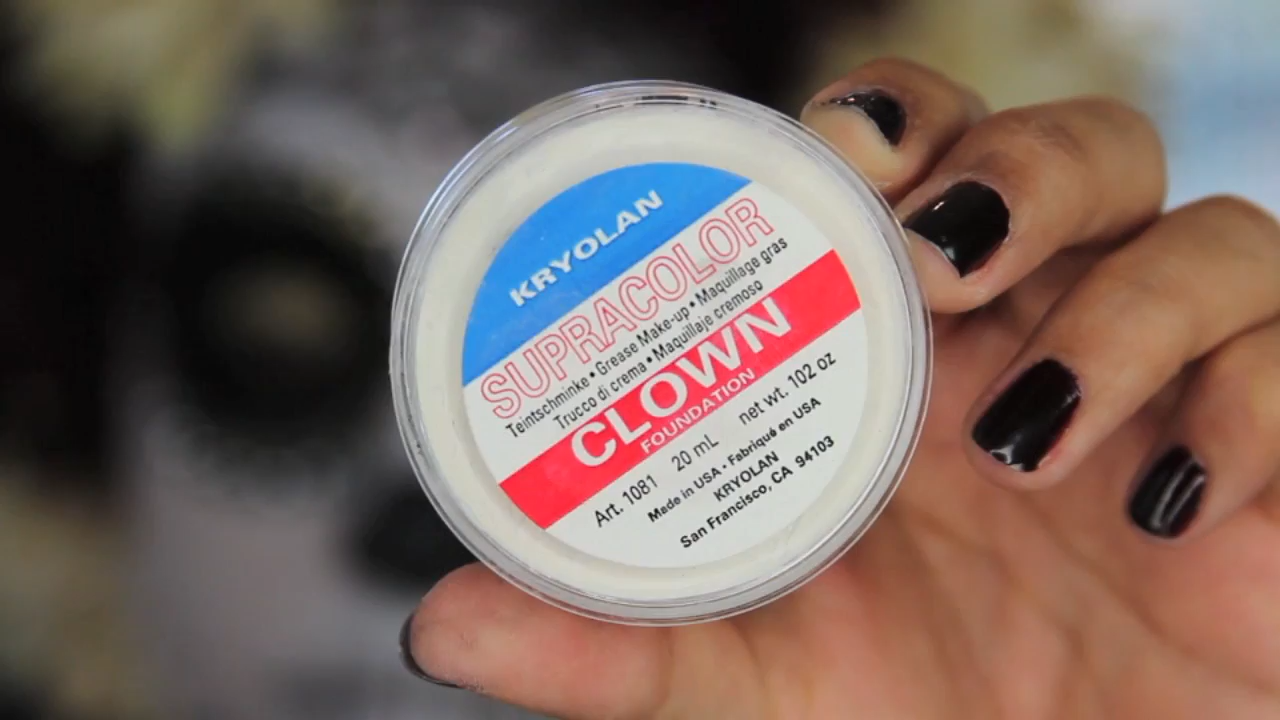 KRYOLAN
SUPRACOLOR
Teintschminke • Grease Make-up • Maquillage gras
Trucco di crema • Maquillaje cremoso
CLOWN
FOUNDATION
Art. 1081 20 mL net wt. 102 oz
Made in USA • Fabriqué en USA
KRYOLAN
San Francisco, CA 94103